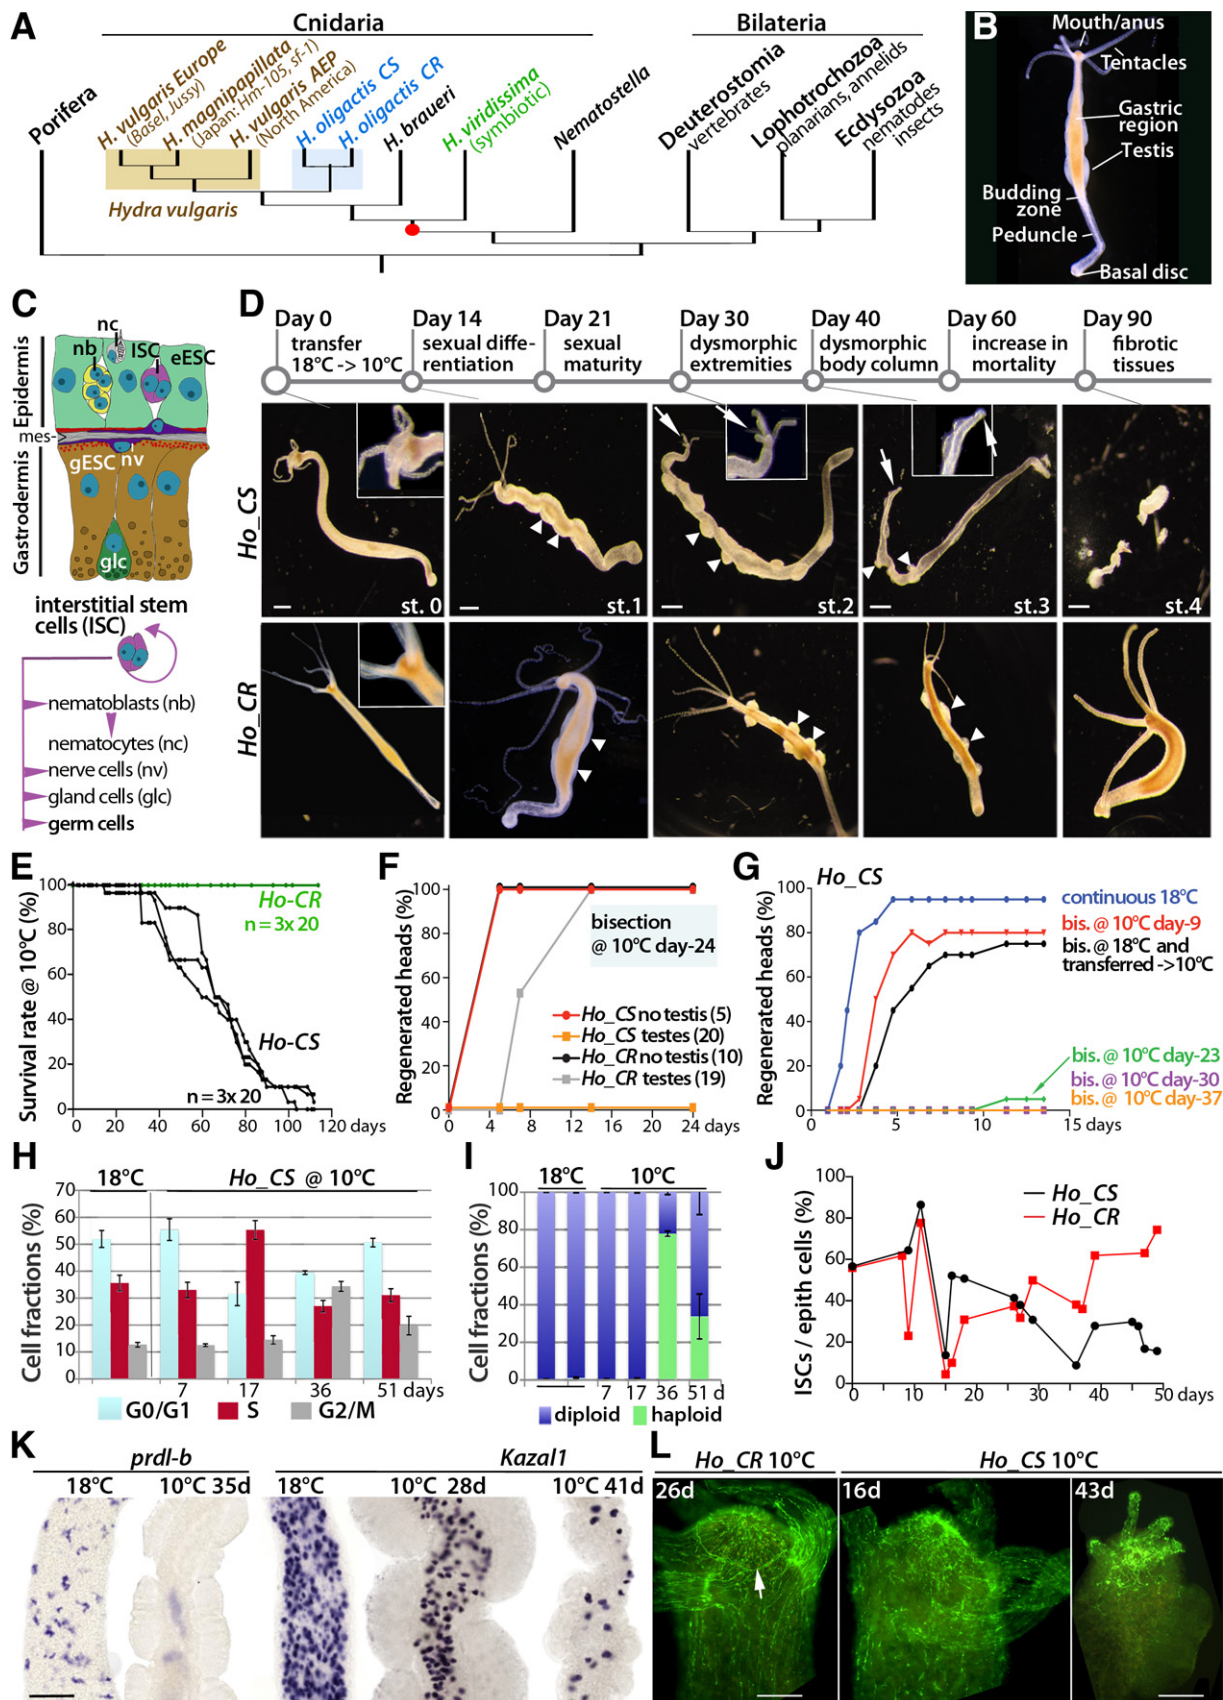 A
Cnidaria
Bilateria
Porifera
H. vulgaris Europe
(Basel, Jussy)
H. magnipapillata
(Japan: Hm-105, sf-1)
H. vulgaris AEP
(North America)
H. oligactis CS
H. oligactis CR
H. braueri
H. viridissima
(symbiotic)
Nematostella
Deuterostomia
vertebrates
Lophotrochozoa
planarians, annelids
Ecdysozoa
nematodes
insects
Hydra vulgaris
B
Mouth/anus
Tentacles
Gastric
region
Testis
Budding
zone
Peduncle
Basal disc
C
Epidermis
Gastrodermis
nc
nb
ISC
eESC
mes->
gESC
nv
glc
interstitial stem
cells (ISC)
nematoblasts (nb)
nematocytes (nc)
nerve cells (nv)
gland cells (glc)
germ cells
D
Day 0
transfer
18°C -> 10°C
Day 14
sexual diffe-
rentiation
Day 21
sexual
maturity
Day 30
dysmorphic
extremities
Day 40
dysmorphic
body column
Day 60
increase in
mortality
Day 90
fibrotic
tissues
Ho_CS
st. 0
st.1
st.2
st.3
st.4
Ho_CR
E
Survival rate @ 10°C (%)
100
80
60
40
20
0
Ho-CR
n = 3x 20
Ho-CS
n = 3x 20
0 20 40 60 80 100 120 days
F
Regenerated heads (%)
100
80
60
40
20
0
bisection
@ 10°C day-24
Ho_CS no testis (5)
Ho_CS testes (20)
Ho_CR no testis (10)
Ho_CR testes (19)
0 4 8 12 16 20 24 days
G
Ho_CS
Regenerated heads (%)
100
80
60
40
20
0
continuous 18°C
bis. @ 10°C day-9
bis. @ 18°C and
transferred ->10°C
bis. @ 10°C day-23
bis. @ 10°C day-30
bis. @ 10°C day-37
0 5 10 15 days
H
18°C
Ho_CS @ 10°C
Cell fractions (%)
70
60
50
40
30
20
10
0
7 17 36 51 days
G0/G1 S G2/M
I
18°C 10°C
Cell fractions (%)
100
80
60
40
20
0
7 17 36 51 d
diploid haploid
J
ISCs / epith cells (%)
100
80
60
40
20
0
Ho_CS
Ho_CR
0 10 20 30 40 50 days
K
prdl-b
18°C
10°C 35d
Kazal1
18°C
10°C 28d
10°C 41d
L
Ho_CR 10°C
Ho_CS 10°C
26d
16d
43d